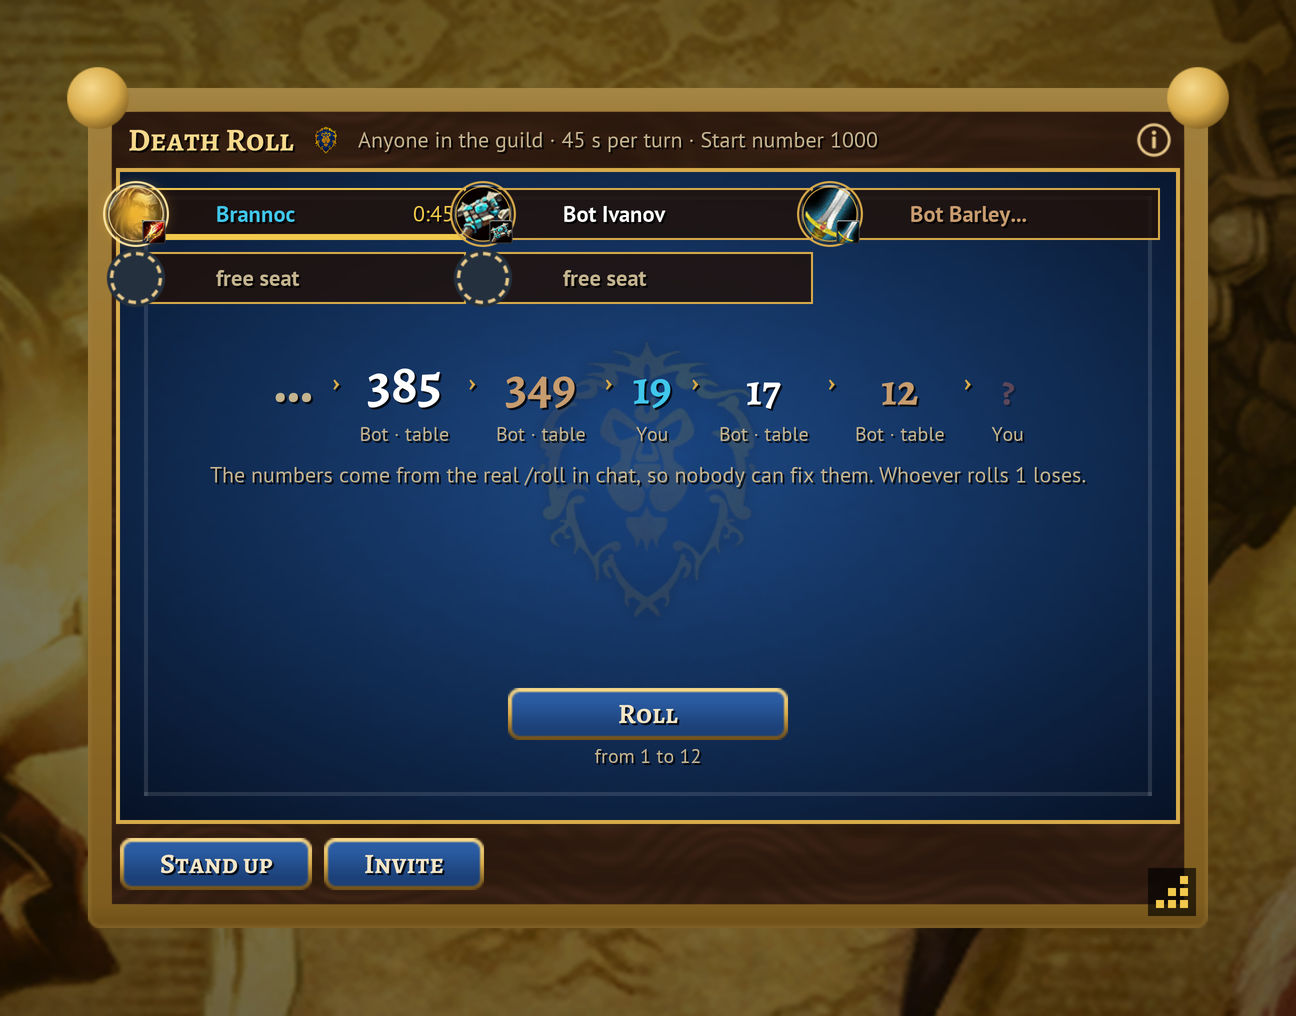 Death Roll Anyone in the guild · 45 s per turn · Start number 1000
Brannoc 0:45 Bot Ivanov Bot Barley...
free seat free seat
... › 385 › 349 › 19 › 17 › 12 › ?
Bot · table Bot · table You Bot · table Bot · table You
The numbers come from the real /roll in chat, so nobody can fix them. Whoever rolls 1 loses.
Roll
from 1 to 12
Stand up Invite